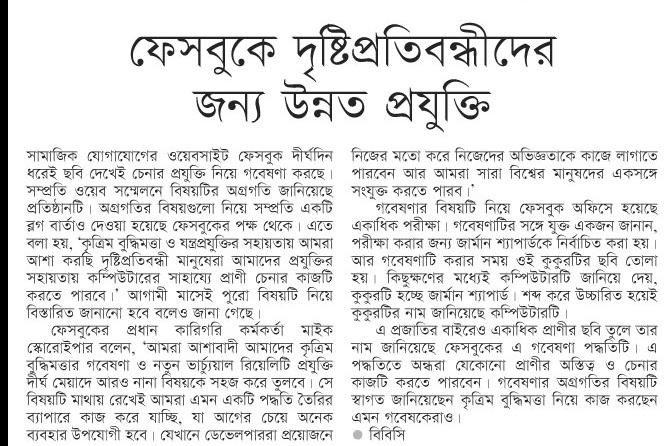 ফেসবুকে দৃষ্টিপ্রতিবন্ধীদের
জন্য উন্নত প্রযুক্তি
সামাজিক যোগাযোগের ওয়েবসাইট ফেসবুক দীর্ঘদিন
ধরেই ছবি দেখেই চেনার প্রযুক্তি নিয়ে গবেষণা করছে।
সম্প্রতি ওয়েব সম্মেলনে বিষয়টির অগ্রগতি জানিয়েছে
প্রতিষ্ঠানটি। অগ্রগতির বিষয়গুলো নিয়ে সম্প্রতি একটি
ব্লগ বার্তাও দেওয়া হয়েছে ফেসবুকের পক্ষ থেকে। এতে
বলা হয়, ‘কৃত্রিম বুদ্ধিমত্তা ও যন্ত্রপ্রযুক্তির সহায়তায় আমরা
আশা করছি দৃষ্টিপ্রতিবন্ধী মানুষেরা আমাদের প্রযুক্তির
সহায়তায় কম্পিউটারের সাহায্যে প্রাণী চেনার কাজটি
করতে পারবে।’ আগামী মাসেই পুরো বিষয়টি নিয়ে
বিস্তারিত জানানো হবে বলেও জানা গেছে।
ফেসবুকের প্রধান কারিগরি কর্মকর্তা মাইক
স্কোরোইপার বলেন, ‘আমরা আশাবাদী আমাদের কৃত্রিম
বুদ্ধিমত্তার গবেষণা ও নতুন ভার্চ্যুয়াল রিয়েলিটি প্রযুক্তি
দীর্ঘ মেয়াদে আরও নানা বিষয়কে সহজ করে তুলবে। সে
বিষয়টি মাথায় রেখেই আমরা এমন একটি পদ্ধতি তৈরির
ব্যাপারে কাজ করে যাচ্ছি, যা আগের চেয়ে অনেক
ব্যবহার উপযোগী হবে। যেখানে ডেভেলপাররা প্রয়োজনে
নিজের মতো করে নিজেদের অভিজ্ঞতাকে কাজে লাগাতে
পারবেন আর আমরা সারা বিশ্বের মানুষদের একসঙ্গে
সংযুক্ত করতে পারব।’
গবেষণার বিষয়টি নিয়ে ফেসবুক অফিসে হয়েছে
একাধিক পরীক্ষা। গবেষণাটির সঙ্গে যুক্ত একজন জানান,
পরীক্ষা করার জন্য জার্মান শ্যাপার্ডকে নির্বাচিত করা হয়।
আর গবেষণাটি করার সময় ওই কুকুরটির ছবি তোলা
হয়। কিছুক্ষণের মধ্যেই কম্পিউটারটি জানিয়ে দেয়,
কুকুরটি হচ্ছে জার্মান শ্যাপার্ড। শব্দ করে উচ্চারিত হয়েই
কুকুরটির নাম জানিয়েছে কম্পিউটারটি।
এ প্রজাতির বাইরেও একাধিক প্রাণীর ছবি তুলে তার
নাম জানিয়েছে ফেসবুকের এ গবেষণা পদ্ধতিটি। এ
পদ্ধতিতে অন্ধরা যেকোনো প্রাণীর অস্তিত্ব ও চেনার
কাজটি করতে পারবেন। গবেষণার অগ্রগতির বিষয়টি
স্বাগত জানিয়েছেন কৃত্রিম বুদ্ধিমত্তা নিয়ে কাজ করছেন
এমন গবেষকেরাও।
● বিবিসি